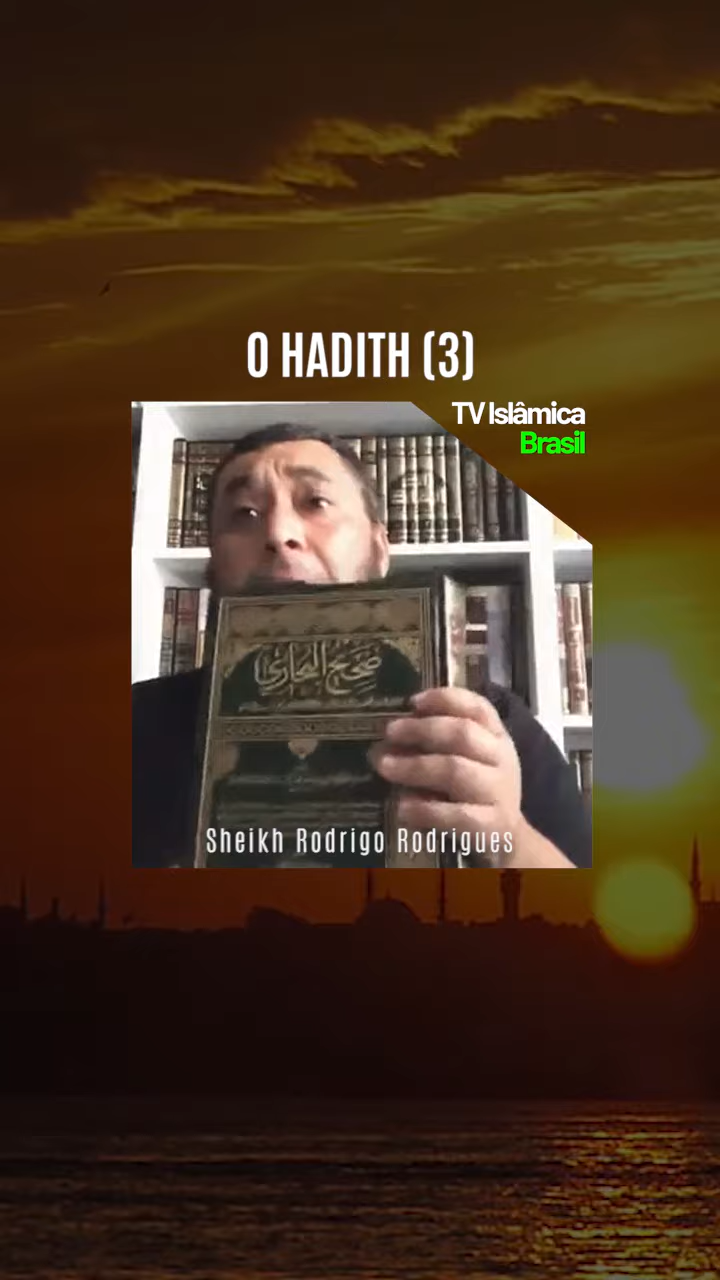 O HADITH (3)
TV Islâmica
Brasil
صحيح البخاري
Sheikh Rodrigo Rodrigues